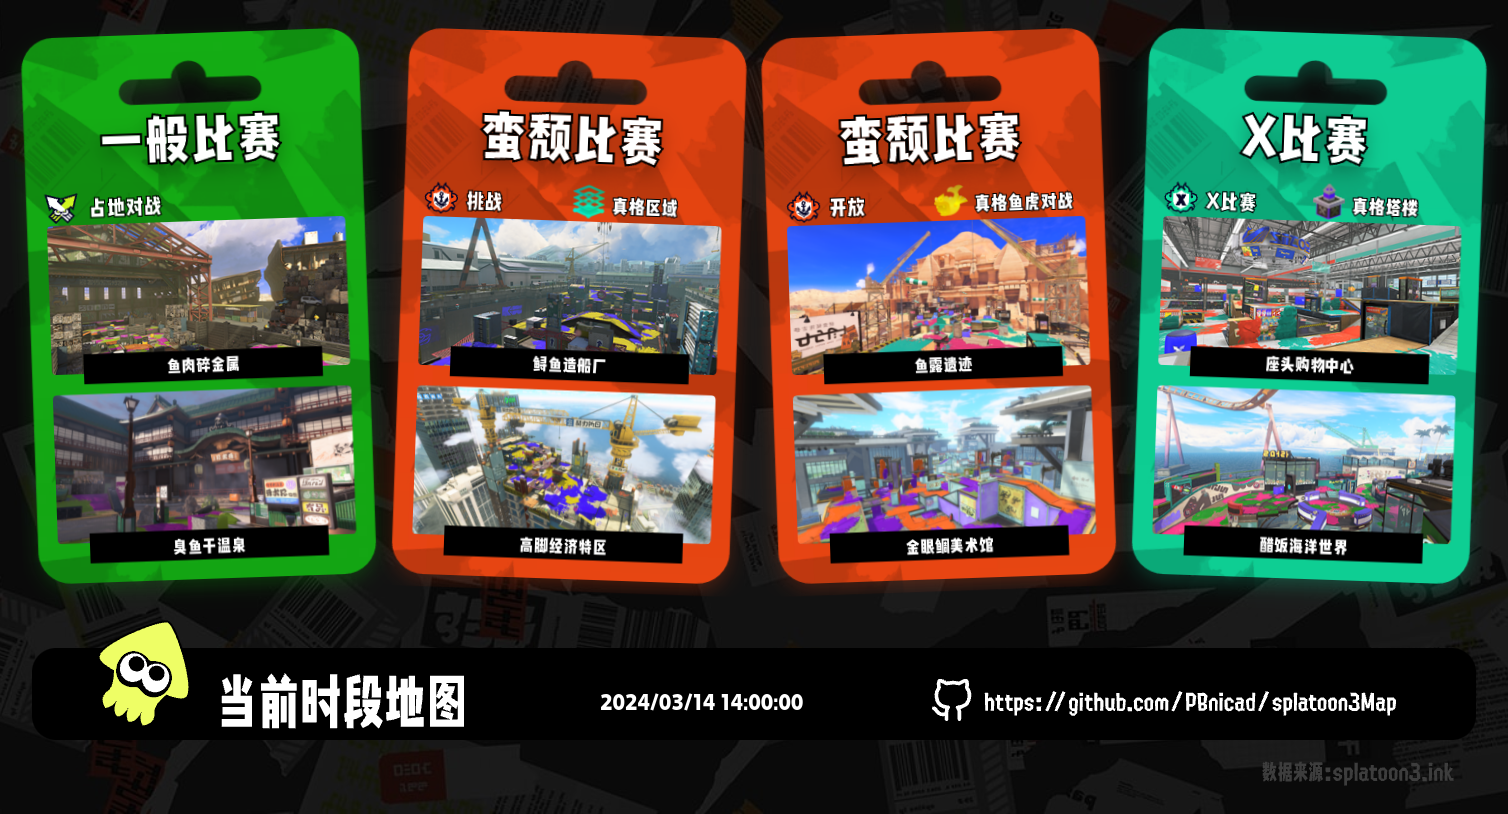 一般比赛
占地对战
鱼肉碎金属
臭鱼干温泉
蛮颓比赛
挑战
真格区域
鲟鱼造船厂
高脚经济特区
蛮颓比赛
开放
真格鱼虎对战
鱼露遗迹
金眼鲷美术馆
X比赛
X比赛
真格塔楼
座头购物中心
醋饭海洋世界
当前时段地图
2024/03/14 14:00:00
https://github.com/PBnicad/splatoon3Map
数据来源:splatoon3.ink